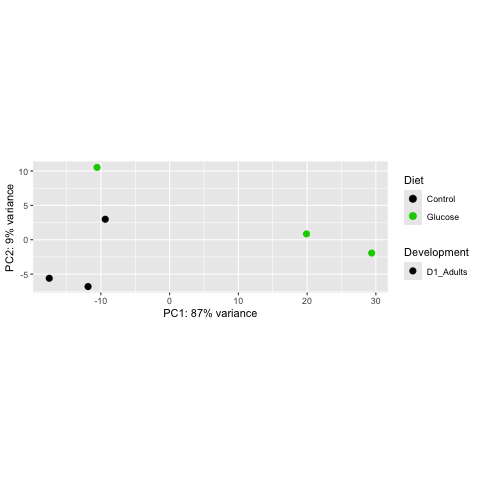 PC2: 9% variance
10
5
0
-5
-10
0
10
20
30
PC1: 87% variance
Diet
Control
Glucose
Development
D1_Adults